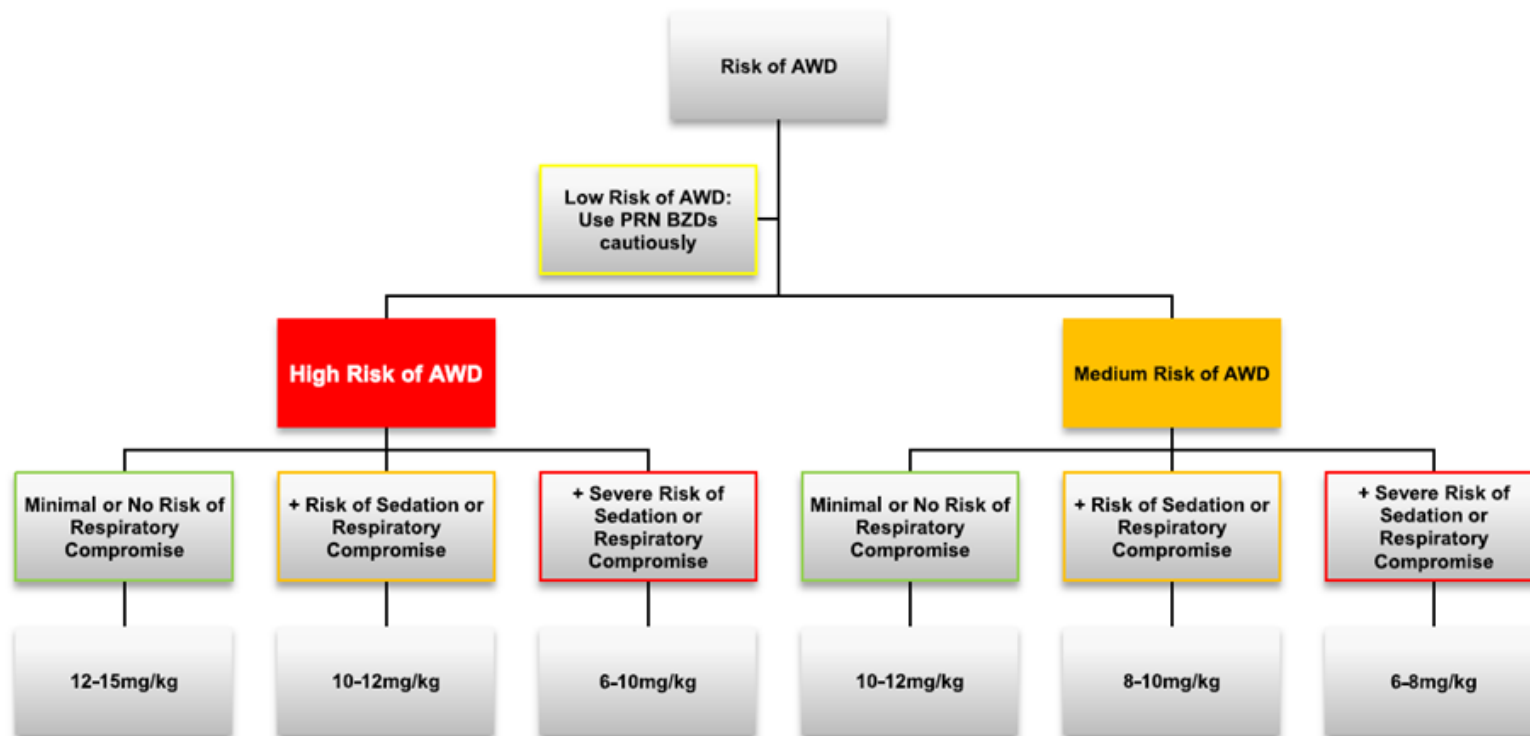 Risk of AWD
Low Risk of AWD:
Use PRN BZDs
cautiously
High Risk of AWD
Medium Risk of AWD
Minimal or No Risk of
Respiratory
Compromise
+ Risk of Sedation or
Respiratory
Compromise
+ Severe Risk of
Sedation or
Respiratory
Compromise
Minimal or No Risk of
Respiratory
Compromise
+ Risk of Sedation or
Respiratory
Compromise
+ Severe Risk of
Sedation or
Respiratory
Compromise
12-15mg/kg
10-12mg/kg
6-10mg/kg
10-12mg/kg
8-10mg/kg
6-8mg/kg